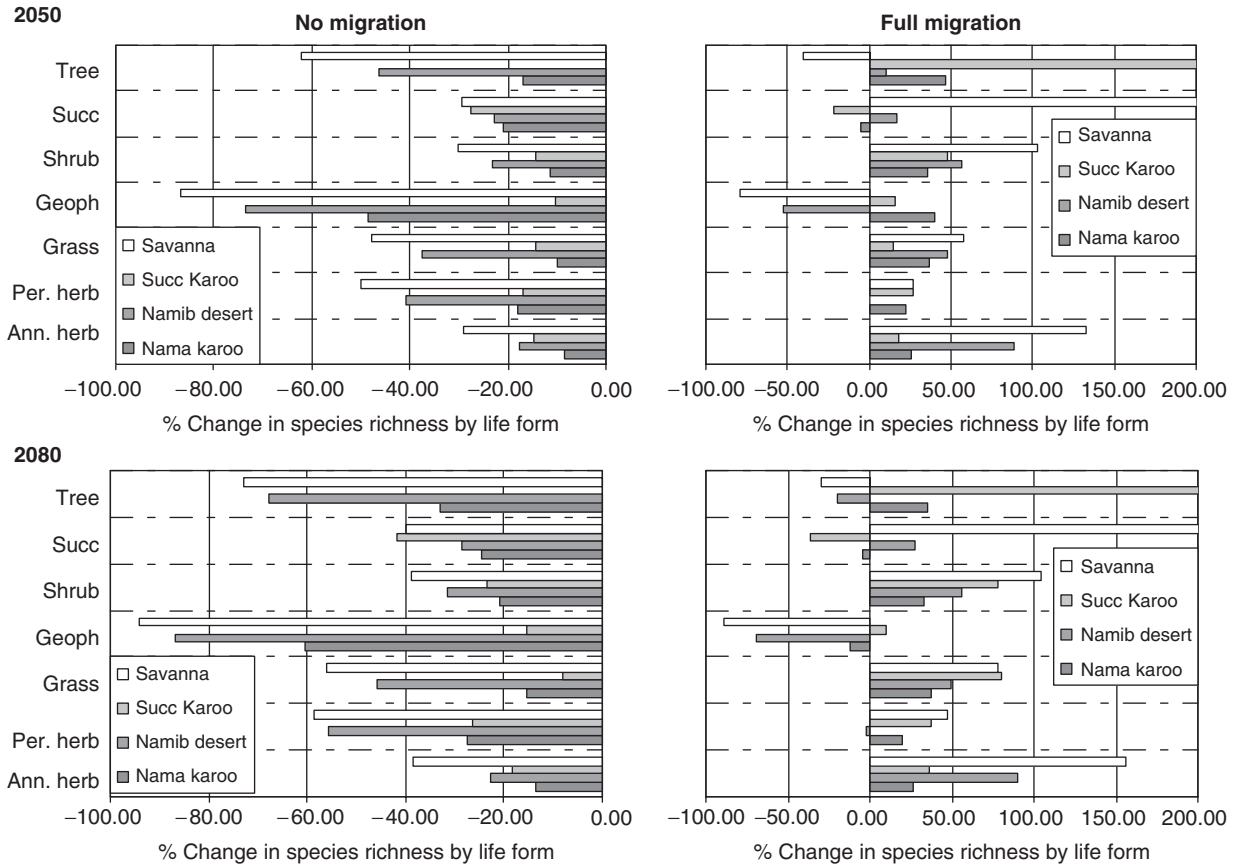 2050
No migration
Full migration
Tree
Succ
Shrub
Geoph
Grass
Per. herb
Ann. herb
Savanna
Succ Karoo
Namib desert
Nama karoo
−100.00 −80.00 −60.00 −40.00 −20.00 0.00
% Change in species richness by life form
Savanna
Succ Karoo
Namib desert
Nama karoo
−100.00 −50.00 0.00 50.00 100.00 150.00 200.00
% Change in species richness by life form
2080
Tree
Succ
Shrub
Geoph
Grass
Per. herb
Ann. herb
Savanna
Succ Karoo
Namib desert
Nama karoo
−100.00 −80.00 −60.00 −40.00 −20.00 0.00
% Change in species richness by life form
Savanna
Succ Karoo
Namib desert
Nama karoo
−100.00 −50.00 0.00 50.00 100.00 150.00 200.00
% Change in species richness by life form